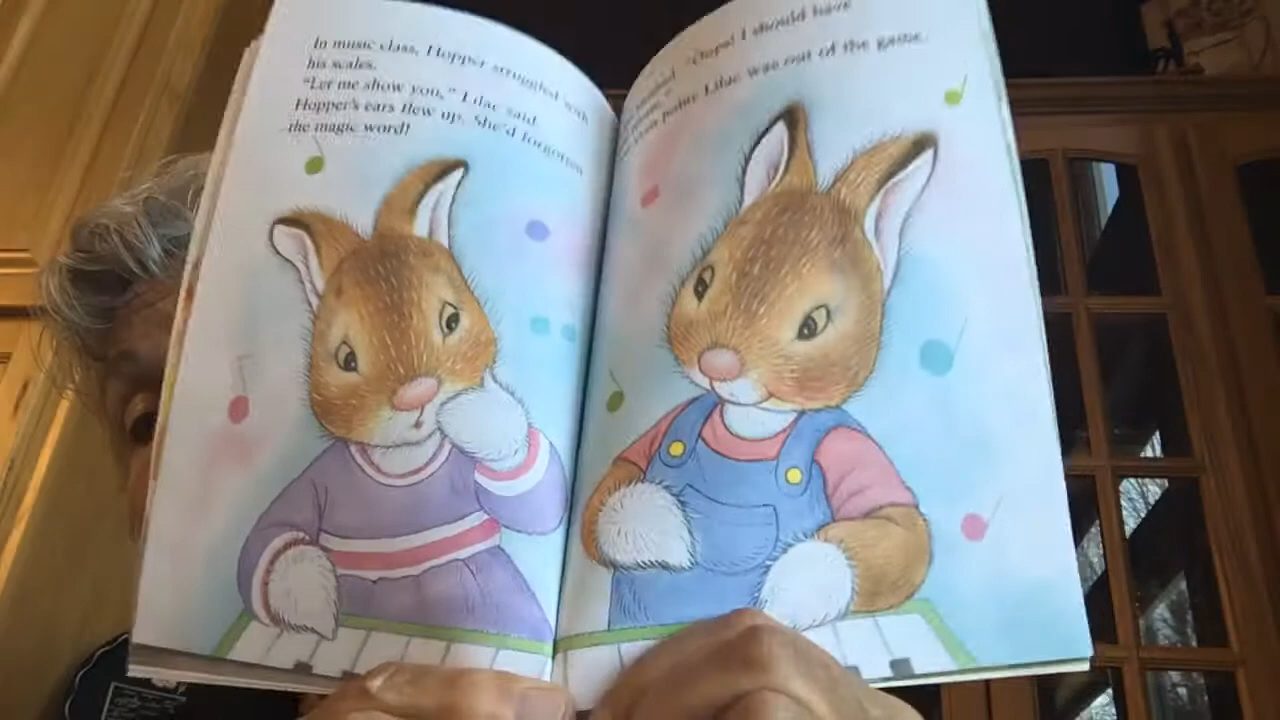 In music class, Hopper struggled with
his scales.
"Let me show you," Lilac said.
Hopper's ears flew up. She'd forgotten
the magic word!
"Oops! I should have
polite Lilac was out of the game.